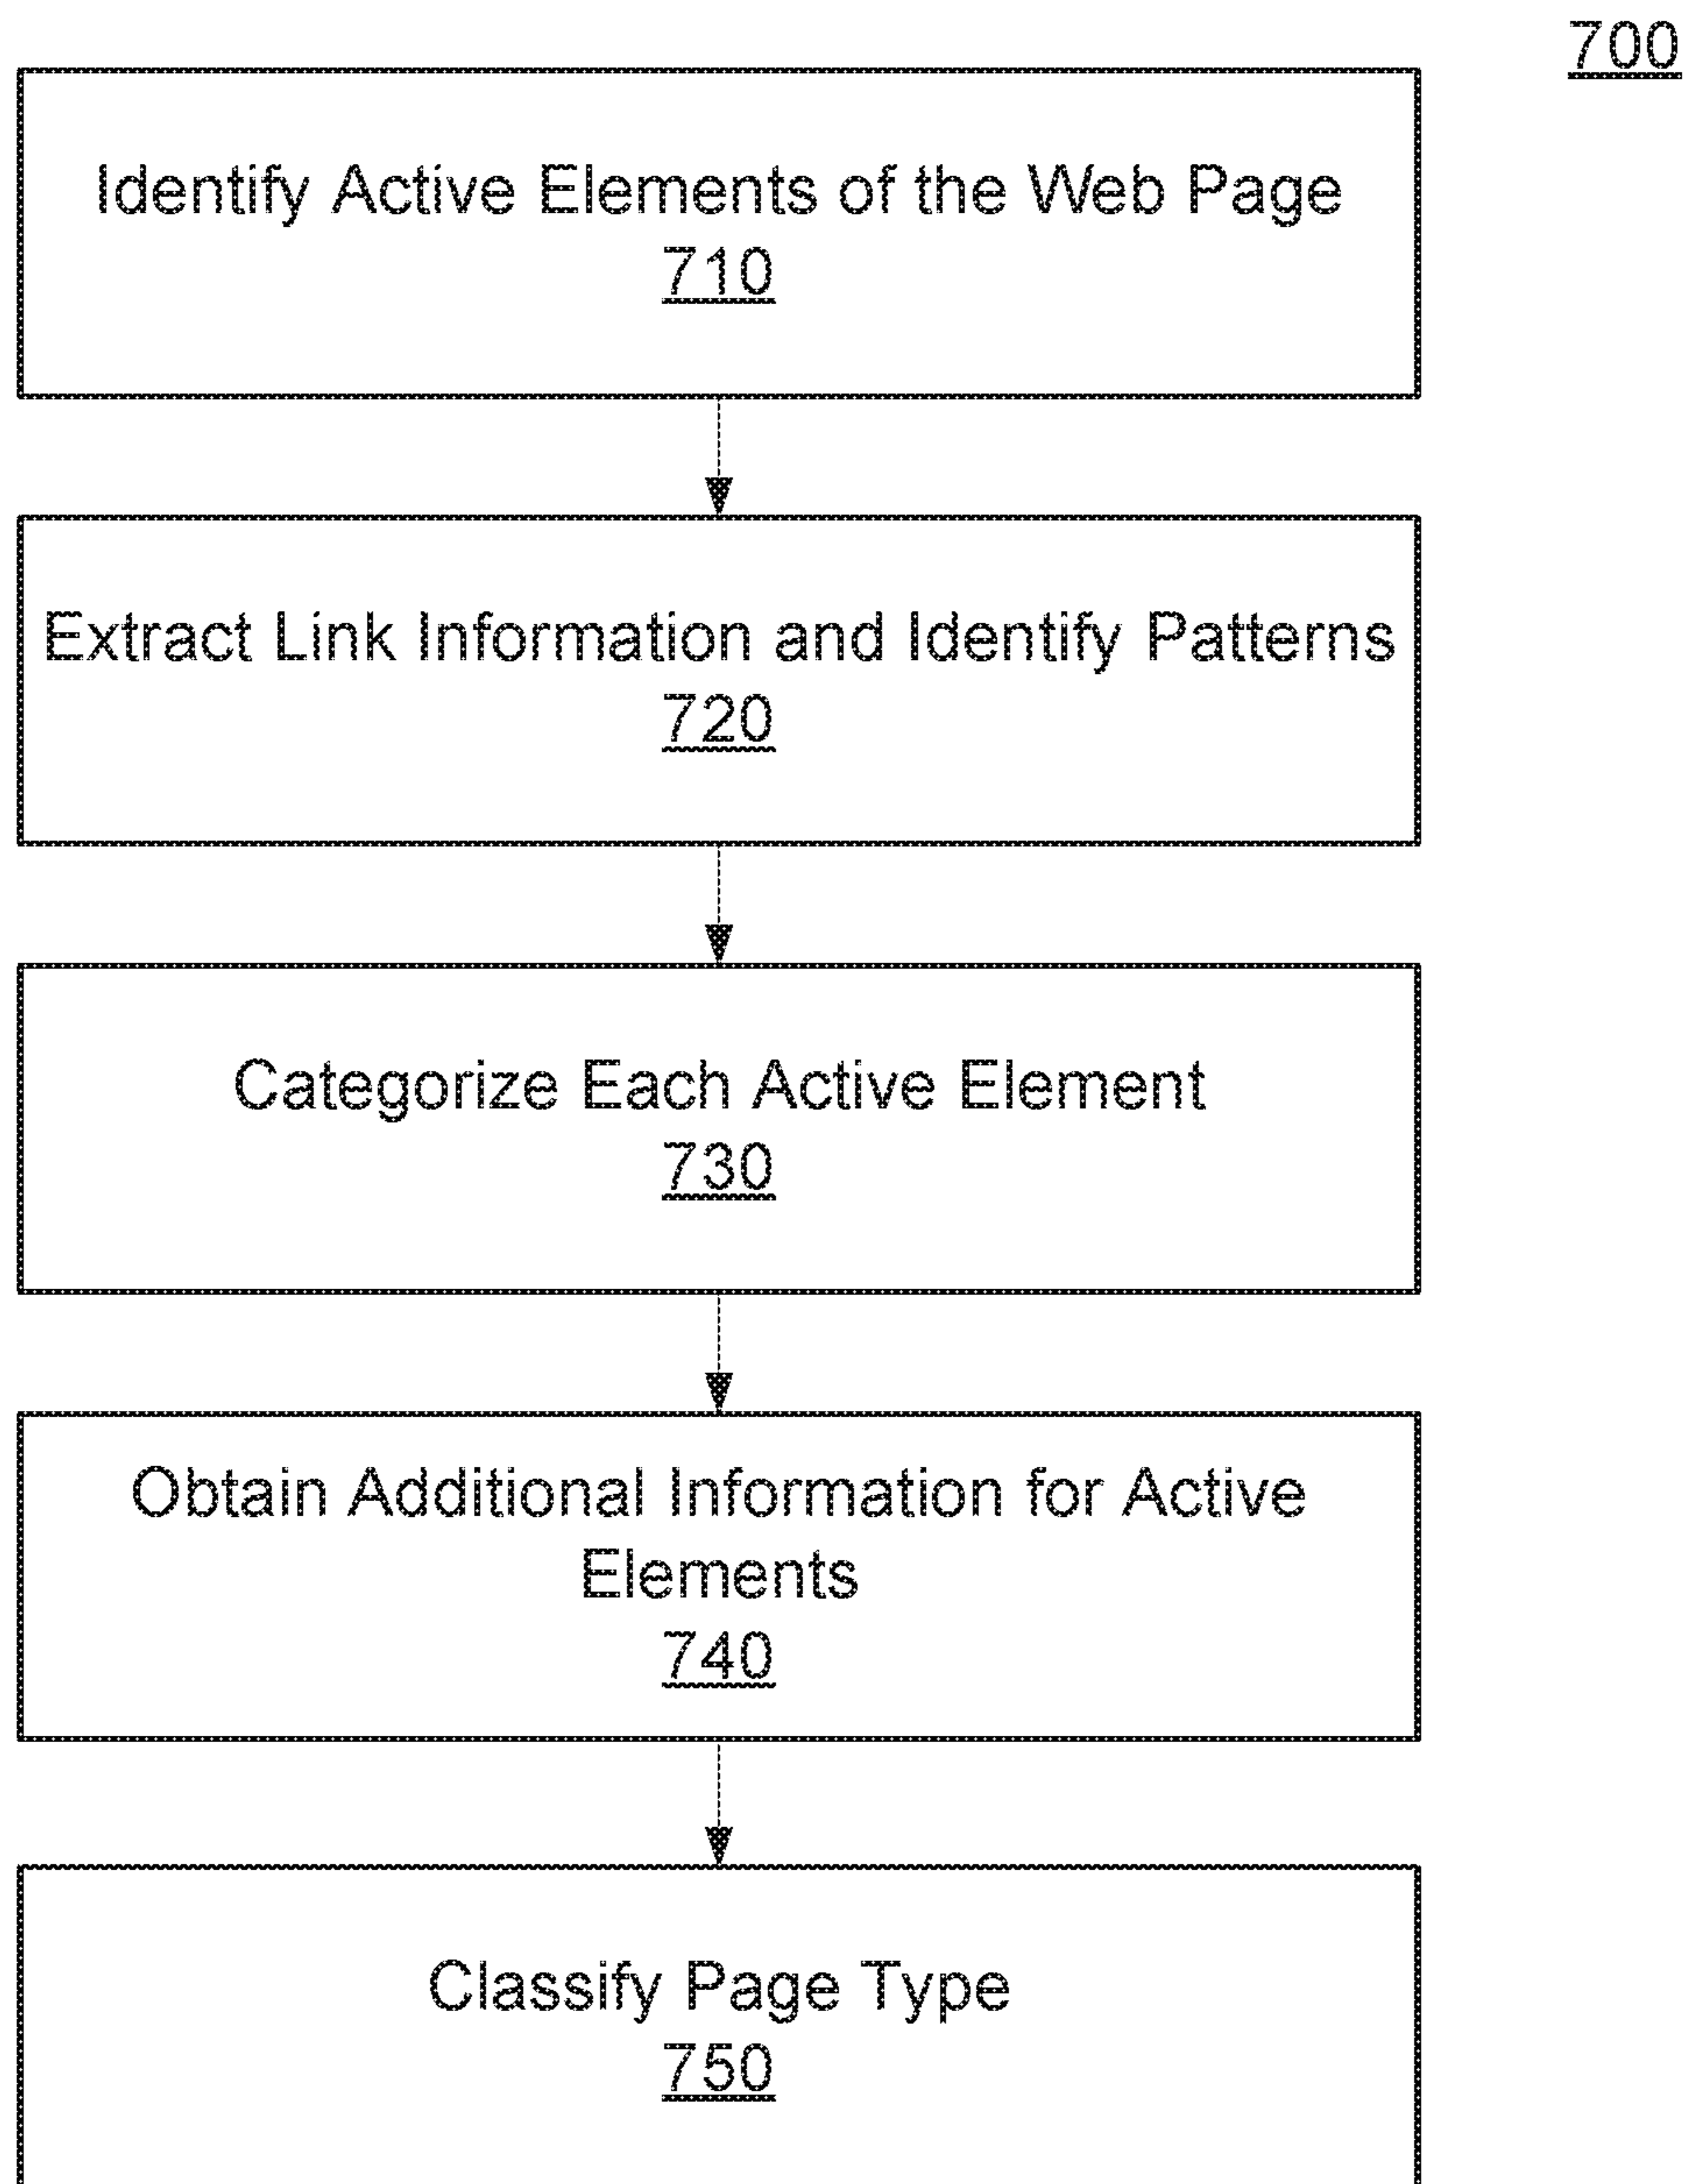 700
Identify Active Elements of the Web Page
710
Extract Link Information and Identify Patterns
720
Categorize Each Active Element
730
Obtain Additional Information for Active
Elements
740
Classify Page Type
750